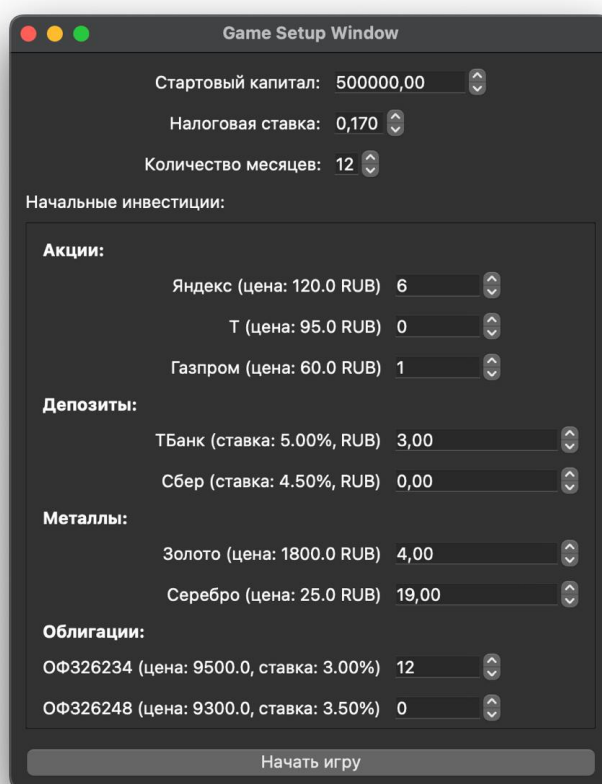 Game Setup Window
Стартовый капитал: 500000,00
Налоговая ставка: 0,170
Количество месяцев: 12
Начальные инвестиции:
Акции:
Яндекс (цена: 120.0 RUB) 6
Т (цена: 95.0 RUB) 0
Газпром (цена: 60.0 RUB) 1
Депозиты:
ТБанк (ставка: 5.00%, RUB) 3,00
Сбер (ставка: 4.50%, RUB) 0,00
Металлы:
Золото (цена: 1800.0 RUB) 4,00
Серебро (цена: 25.0 RUB) 19,00
Облигации:
ОФЗ26234 (цена: 9500.0, ставка: 3.00%) 12
ОФЗ26248 (цена: 9300.0, ставка: 3.50%) 0
Начать игру